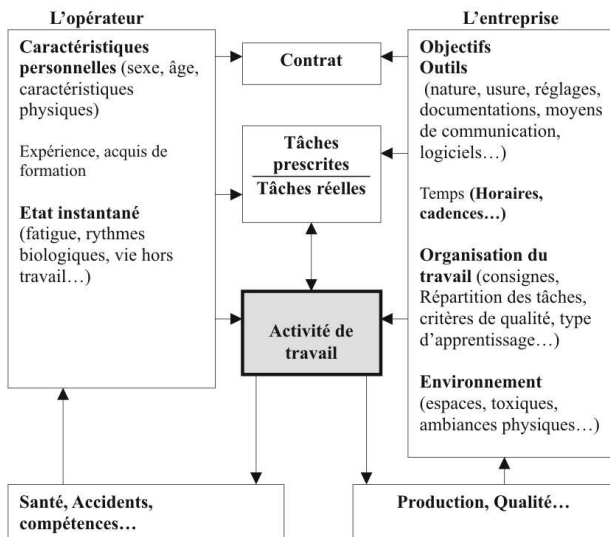 L'opérateur
Caractéristiques
personnelles (sexe, âge,
caractéristiques
physiques)
Expérience, acquis de
formation
Etat instantané
(fatigue, rythmes
biologiques, vie hors
travail…)
Contrat
Tâches
prescrites
Tâches réelles
Activité de
travail
L'entreprise
Objectifs
Outils
(nature, usure, réglages,
documentations, moyens
de communication,
logiciels…)
Temps (Horaires,
cadences…)
Organisation du
travail (consignes,
Répartition des tâches,
critères de qualité, type
d'apprentissage…)
Environnement
(espaces, toxiques,
ambiances physiques…)
Santé, Accidents,
compétences…
Production, Qualité…